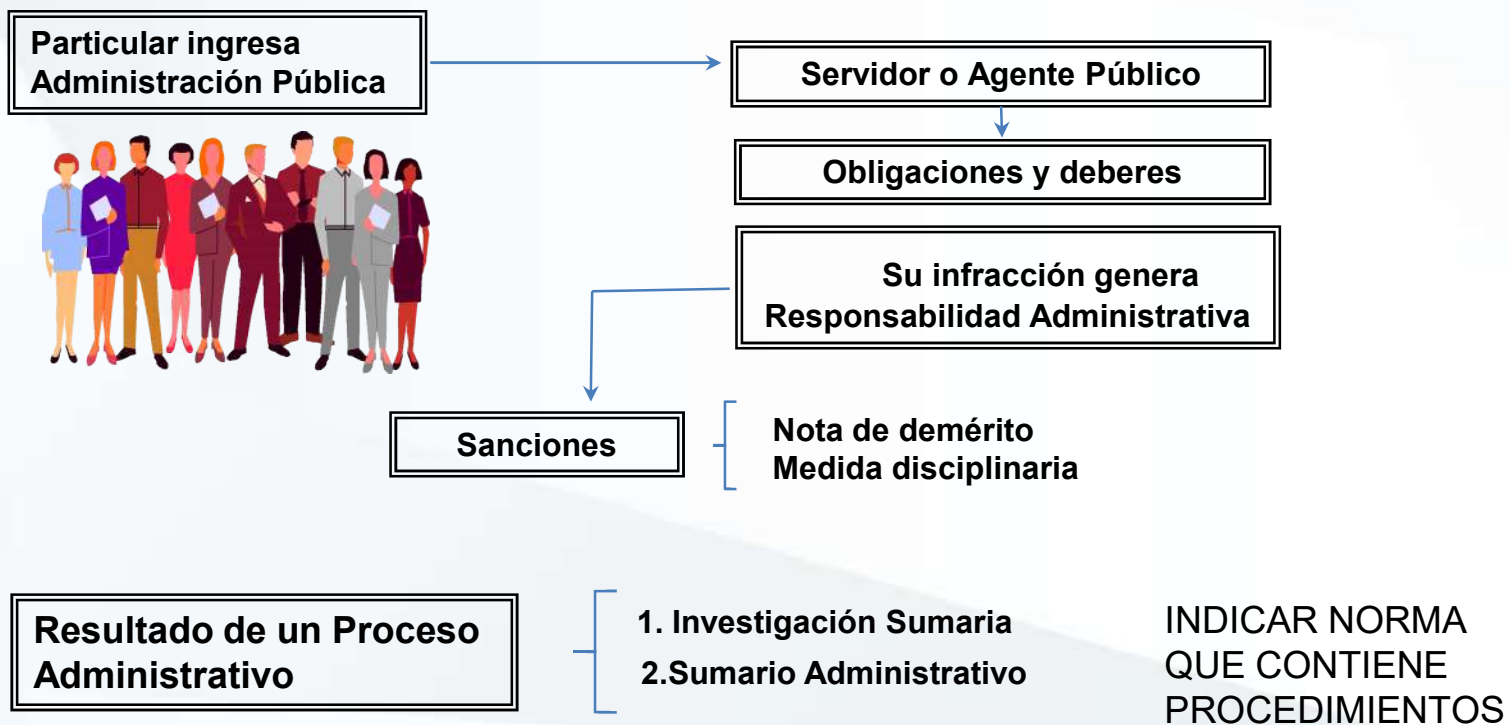 Particular ingresa
Administración Pública
Servidor o Agente Público
Obligaciones y deberes
Su infracción genera
Responsabilidad Administrativa
Sanciones
Nota de demérito
Medida disciplinaria
Resultado de un Proceso
Administrativo
1. Investigación Sumaria
2.Sumario Administrativo
INDICAR NORMA
QUE CONTIENE
PROCEDIMIENTOS